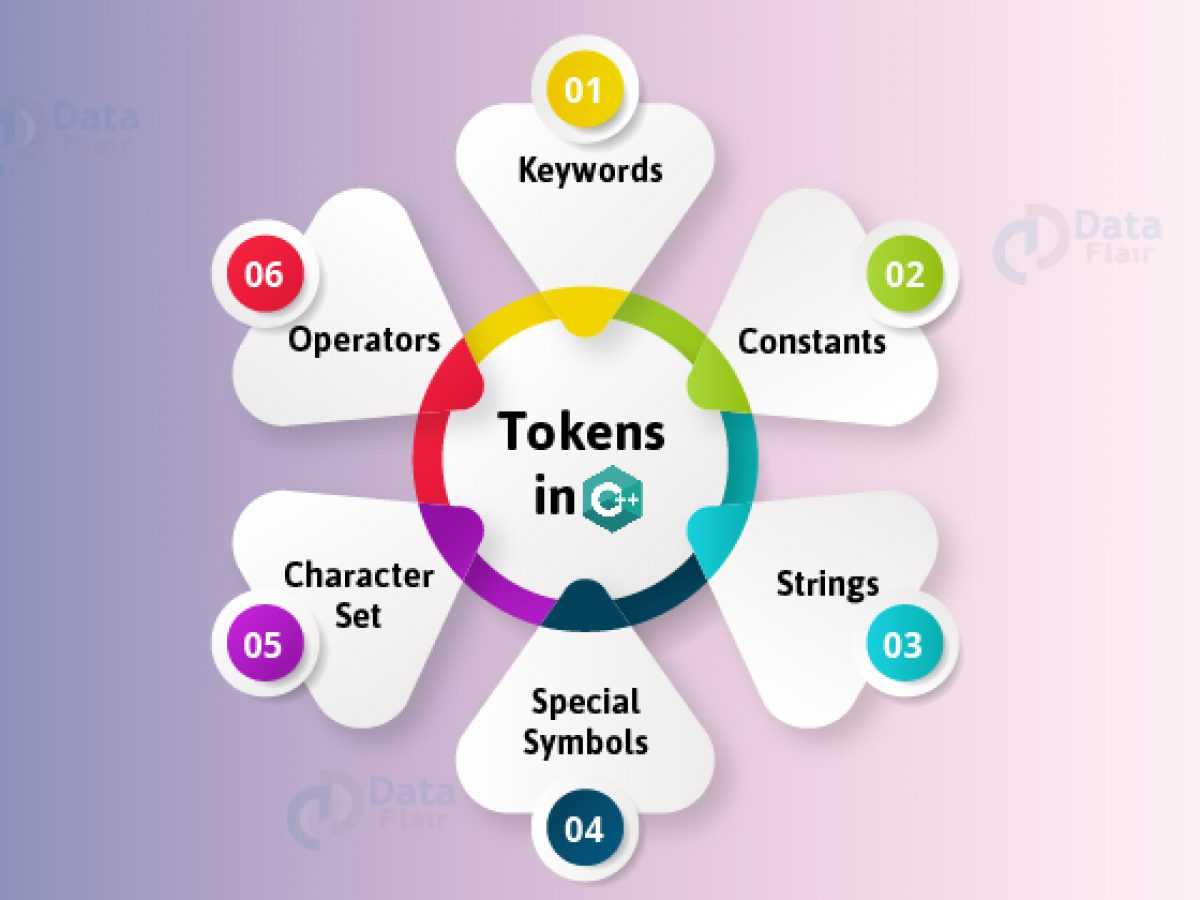 01
Keywords
02
Constants
03
Strings
04
Special
Symbols
05
Character
Set
06
Operators
Tokens
in C++
Data
Flair
Data
Flair
Data
Flair